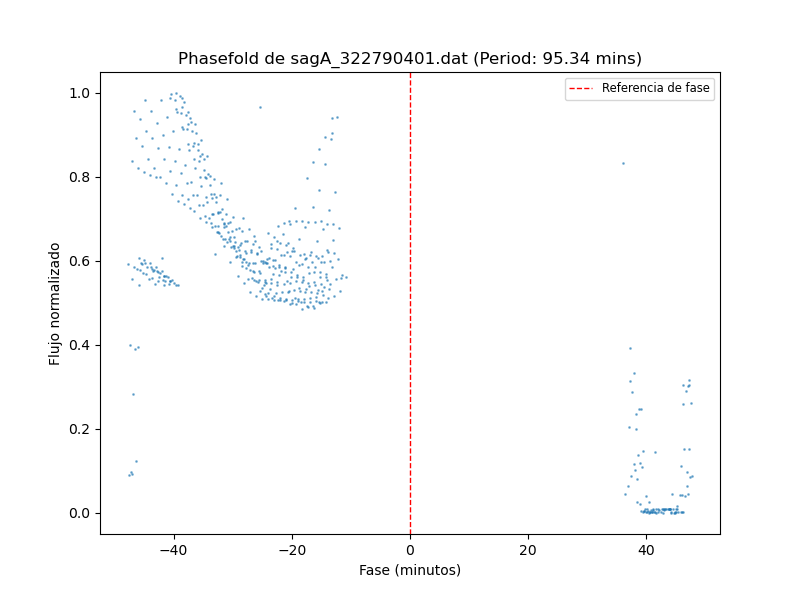 Phasefold de sagA_322790401.dat (Period: 95.34 mins)
Referencia de fase
1.0
0.8
0.6
0.4
0.2
0.0
Flujo normalizado
−40
−20
0
20
40
Fase (minutos)